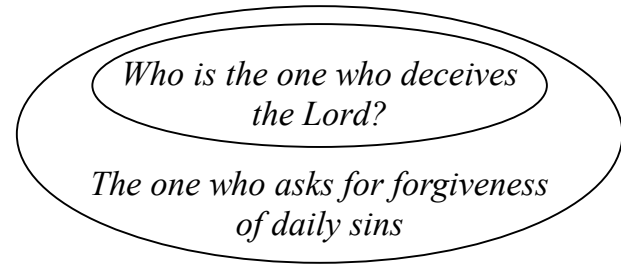 Who is the one who deceives
the Lord?
The one who asks for forgiveness
of daily sins